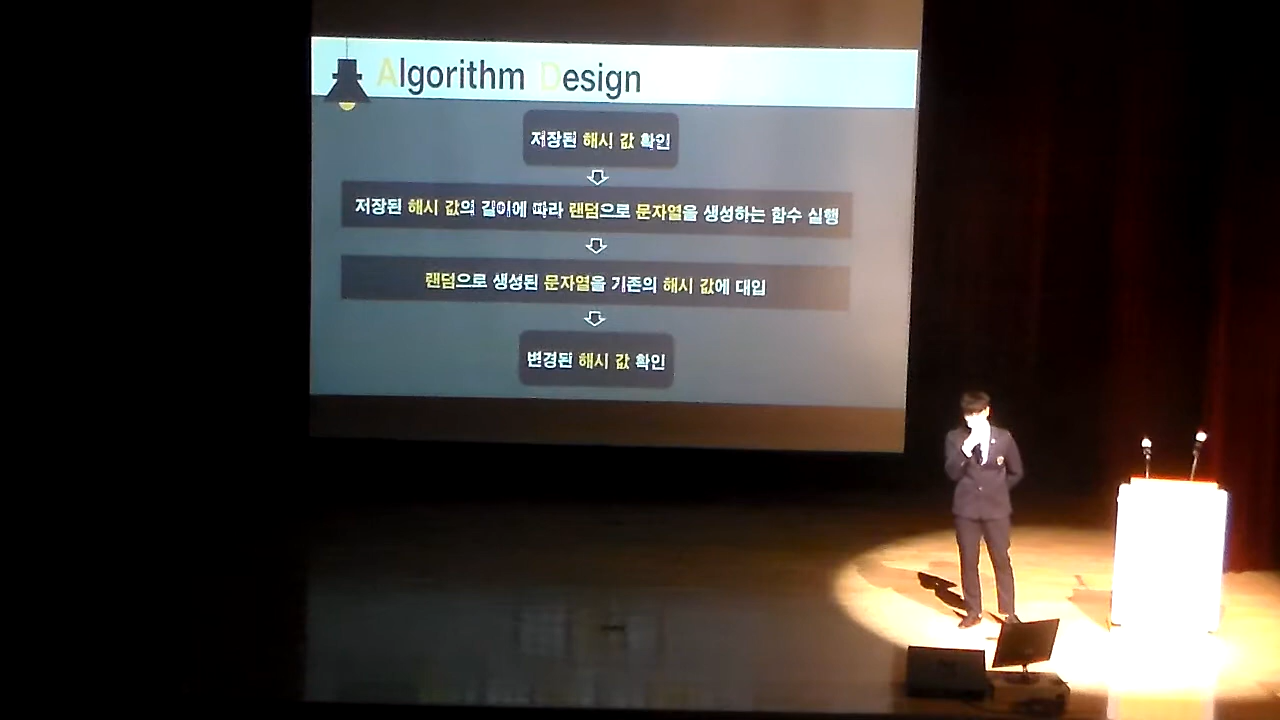 Algorithm Design
저장된 해시 값 확인
저장된 해시 값의 길이에 따라 랜덤으로 문자열을 생성하는 함수 실행
랜덤으로 생성된 문자열을 기존의 해시 값에 대입
변경된 해시 값 확인